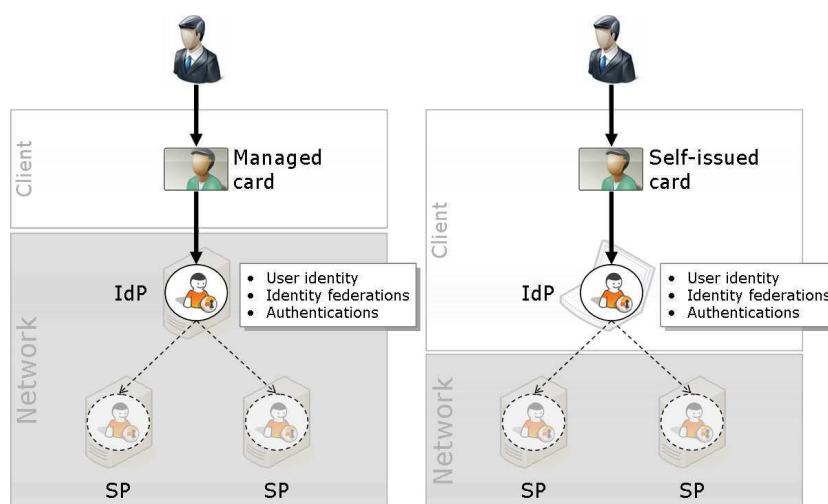 Client
Managed
card
Network
IdP
• User identity
• Identity federations
• Authentications
SP
SP
Client
Self-issued
card
IdP
• User identity
• Identity federations
• Authentications
Network
SP
SP